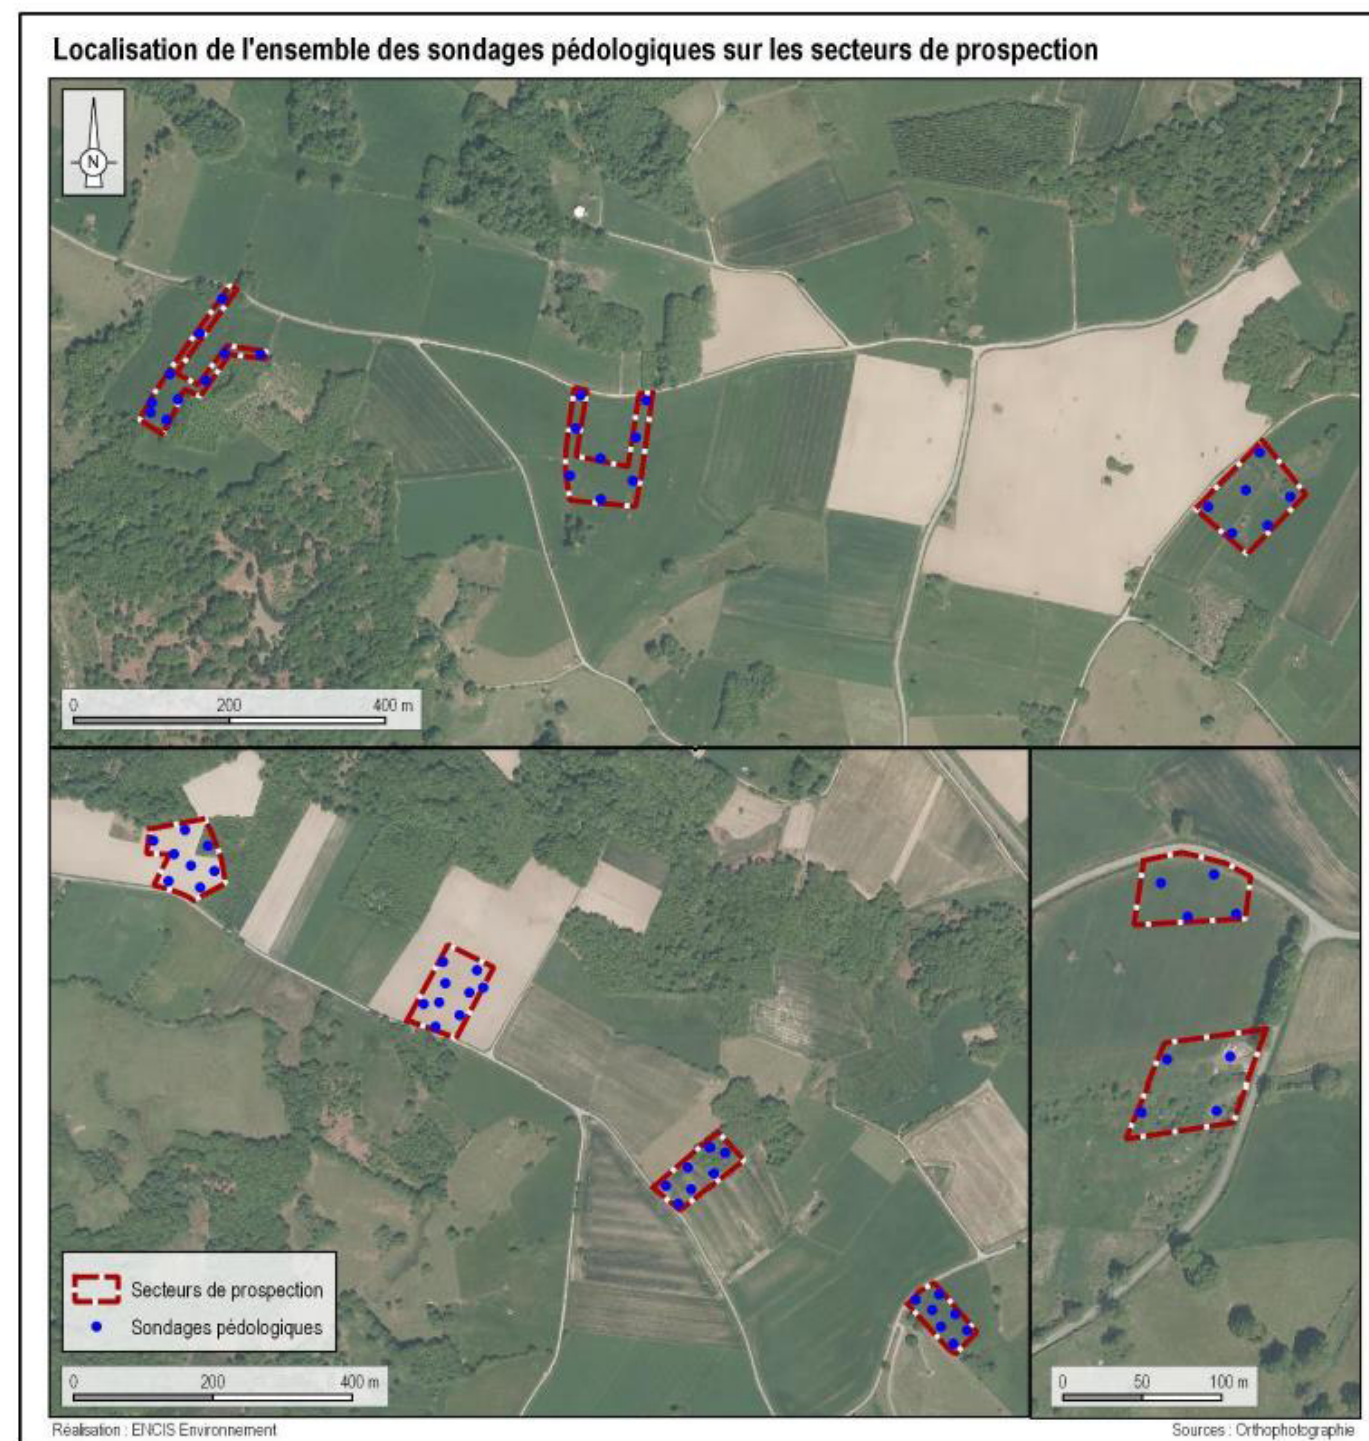 Localisation de l'ensemble des sondages pédologiques sur les secteurs de prospection
N
0 200 400 m
Secteurs de prospection
Sondages pédologiques
0 200 400 m
0 50 100 m
Réalisation : ENCIS Environnement
Sources : Orthophotographie